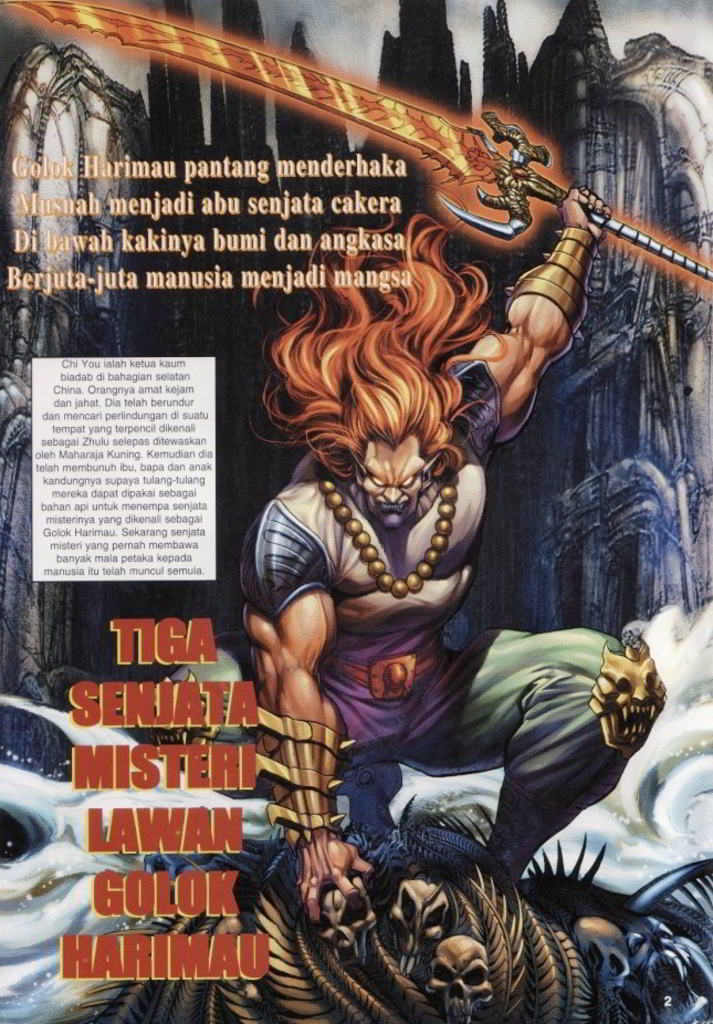 Golok Harimau pantang menderhaka
Musnah menjadi abu senjata cakera
Di bawah kakinya bumi dan angkasa
Berjuta-juta manusia menjadi mangsa
Chi You ialah ketua kaum
biadab di bahagian selatan
China. Orangnya amat kejam
dan jahat. Dia telah berundur
dan mencari perlindungan di suatu
tempat yang terpencil dikenali
sebagai Zhulu selepas ditewaskan
oleh Maharaja Kuning. Kemudian dia
telah membunuh ibu, bapa dan anak
kandungnya supaya tulang-tulang
mereka dapat dipakai sebagai
bahan api untuk menempa senjata
misterinya yang dikenali sebagai
Golok Harimau. Sekarang senjata
misteri yang pernah membawa
banyak mala petaka kepada
manusia itu telah muncul semula.
TIGA
SENJATA
MISTERI
LAWAN
GOLOK
HARIMAU
2